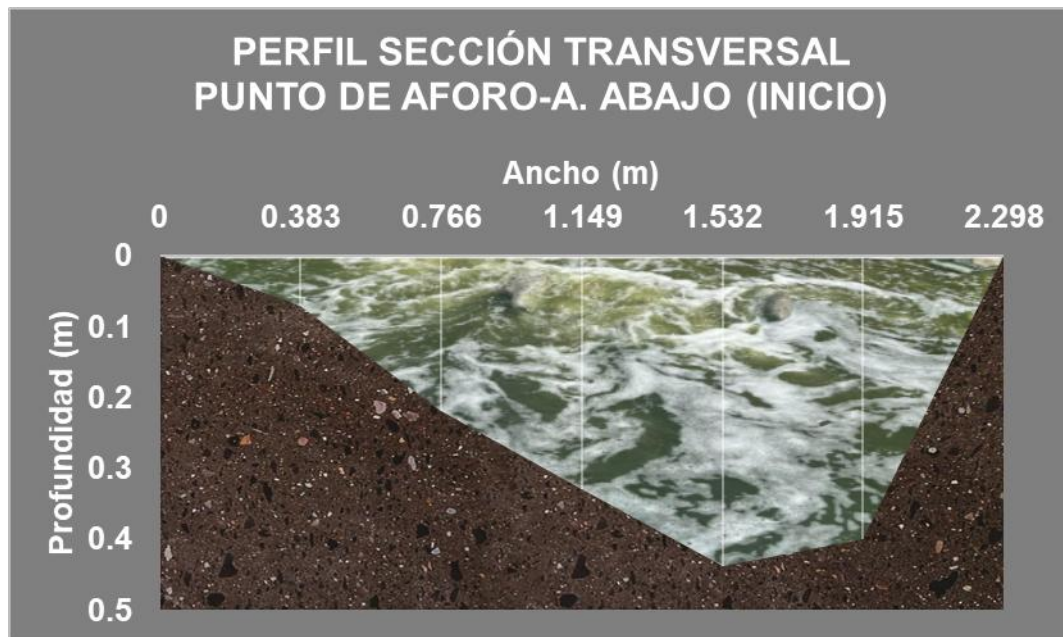 PERFIL SECCIÓN TRANSVERSAL
PUNTO DE AFORO-A. ABAJO (INICIO)
Ancho (m)
0 0.383 0.766 1.149 1.532 1.915 2.298
Profundidad (m)
0
0.1
0.2
0.3
0.4
0.5